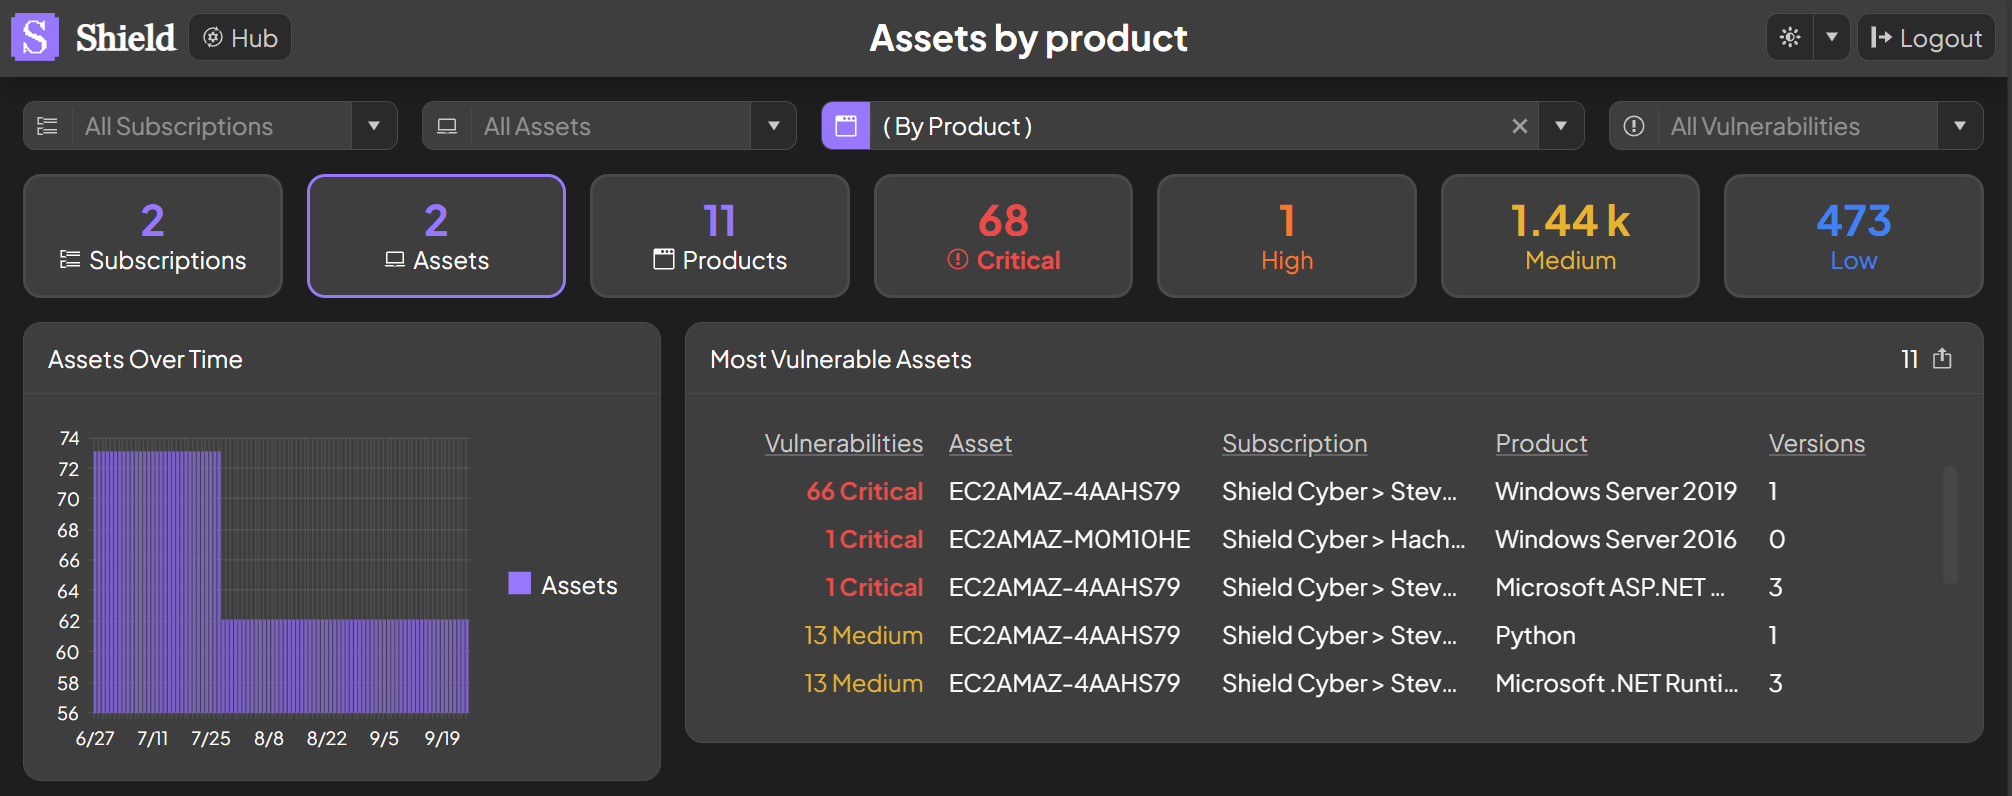 S Shield Hub Assets by product Logout
All Subscriptions All Assets ( By Product ) All Vulnerabilities
2 2 11 68 1 1.44 k 473
Subscriptions Assets Products Critical High Medium Low
Assets Over Time
74
72
70
68
66
64
62
60
58
56
6/27 7/11 7/25 8/8 8/22 9/5 9/19
Assets
Most Vulnerable Assets 11
Vulnerabilities Asset Subscription Product Versions
66 Critical EC2AMAZ-4AAHS79 Shield Cyber > Stev... Windows Server 2019 1
1 Critical EC2AMAZ-M0M10HE Shield Cyber > Hach... Windows Server 2016 0
1 Critical EC2AMAZ-4AAHS79 Shield Cyber > Stev... Microsoft ASP.NET ... 3
13 Medium EC2AMAZ-4AAHS79 Shield Cyber > Stev... Python 1
13 Medium EC2AMAZ-4AAHS79 Shield Cyber > Stev... Microsoft .NET Runti... 3